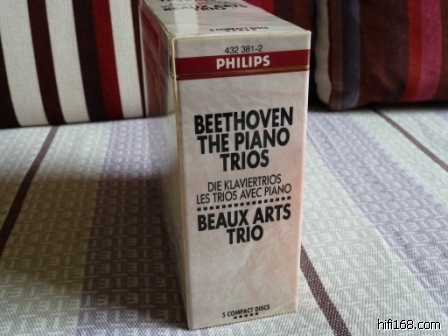 432 381-2
PHILIPS
BEETHOVEN
THE PIANO
TRIOS
DIE KLAVIERTRIOS
LES TRIOS AVEC PIANO
BEAUX ARTS
TRIO
5 COMPACT DISCS
hifi168.com